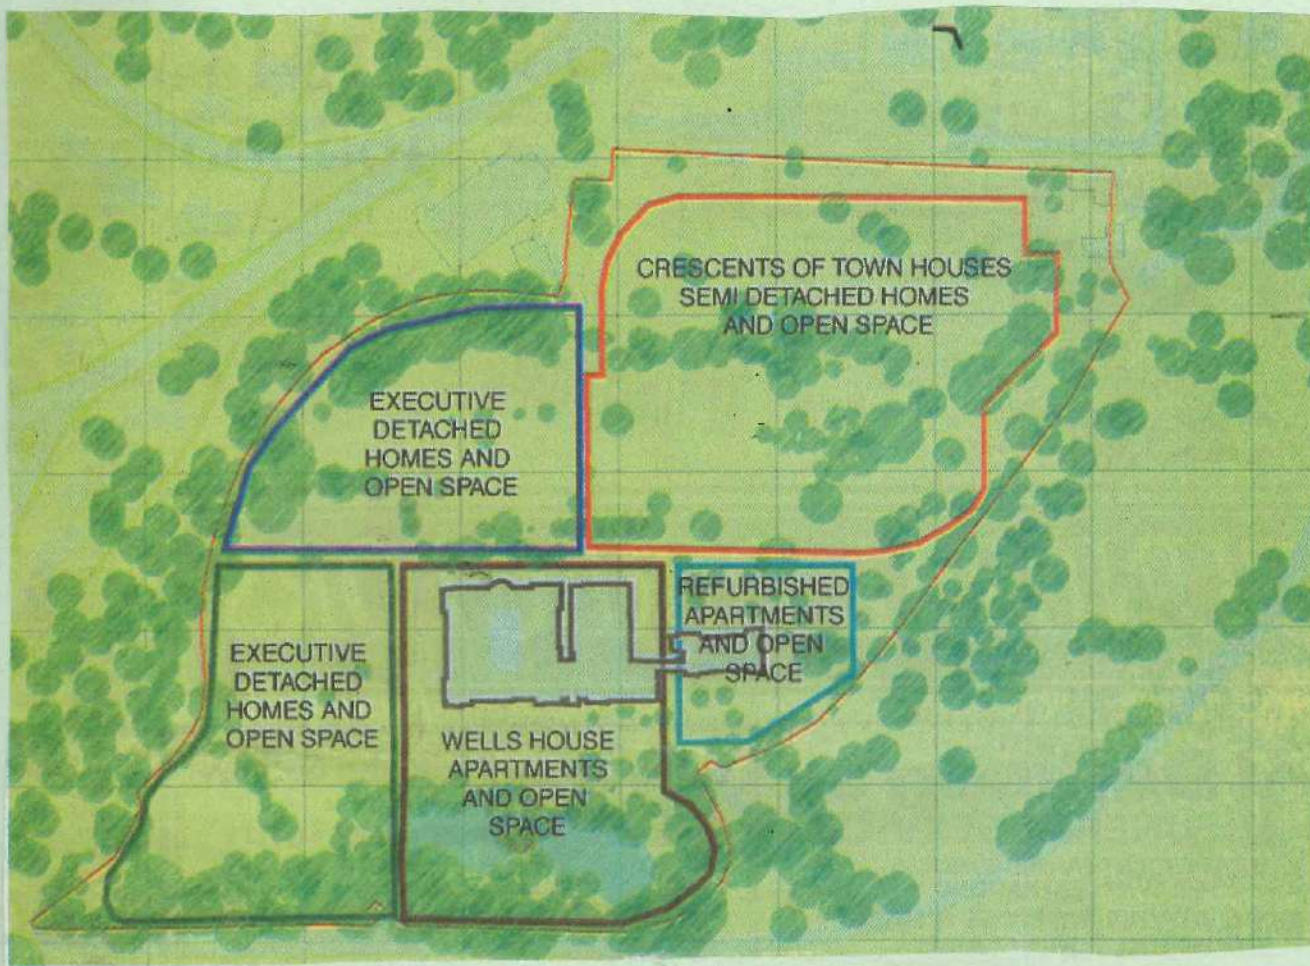 CRESCENTS OF TOWN HOUSES
SEMI DETACHED HOMES
AND OPEN SPACE
EXECUTIVE
DETACHED
HOMES AND
OPEN SPACE
REFURBISHED
APARTMENTS
AND OPEN
SPACE
EXECUTIVE
DETACHED
HOMES AND
OPEN SPACE
WELLS HOUSE
APARTMENTS
AND OPEN
SPACE